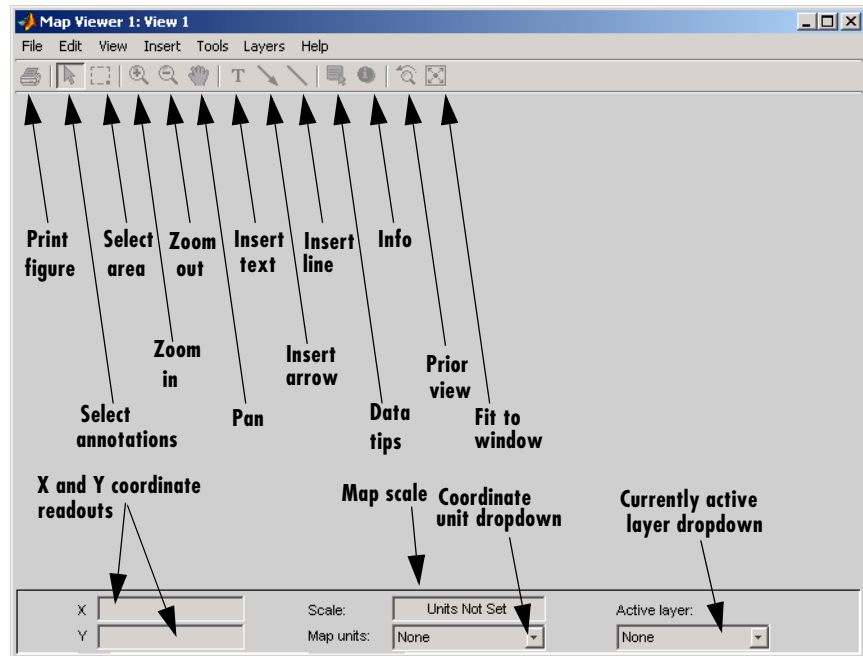 Map Viewer 1: View 1
File Edit View Insert Tools Layers Help
T
Print figure
Select area
Zoom out
Insert text
Insert line
Info
Zoom in
Insert arrow
Prior view
Select annotations
Pan
Data tips
Fit to window
X and Y coordinate readouts
Map scale
Coordinate unit dropdown
Currently active layer dropdown
X
Scale: Units Not Set
Active layer:
Y
Map units: None
None